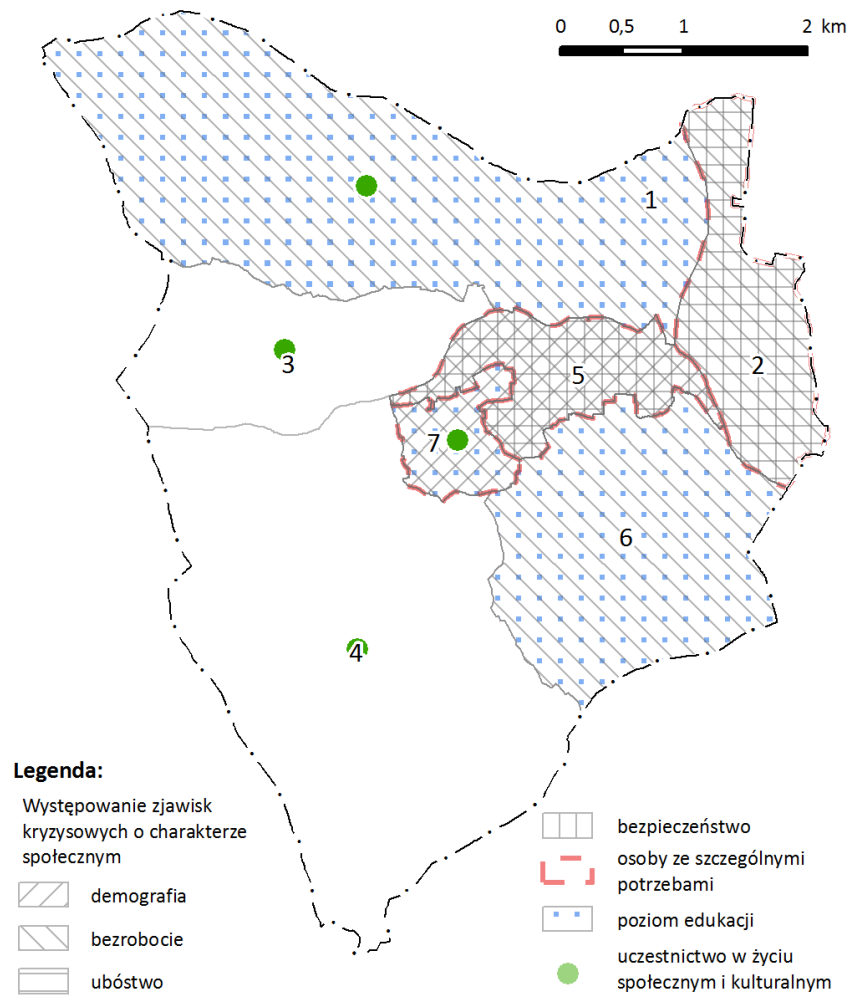 0 0,5 1 2 km
1
2
3
5
7
6
4
Legenda:
Występowanie zjawisk
kryzysowych o charakterze
społecznym
demografia
bezrobocie
ubóstwo
bezpieczeństwo
osoby ze szczególnymi
potrzebami
poziom edukacji
uczestnictwo w życiu
społecznym i kulturalnym